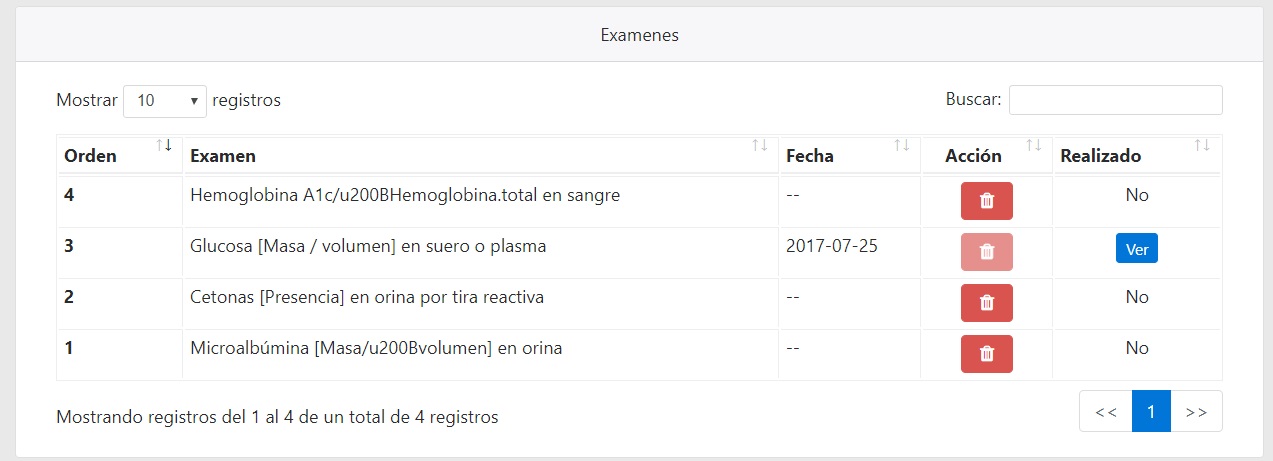 Examenes
Mostrar 10 registros Buscar:
Orden Examen Fecha Acción Realizado
4 Hemoglobina A1c/u200BHemoglobina.total en sangre -- No
3 Glucosa [Masa / volumen] en suero o plasma 2017-07-25 Ver
2 Cetonas [Presencia] en orina por tira reactiva -- No
1 Microalbúmina [Masa/u200Bvolumen] en orina -- No
Mostrando registros del 1 al 4 de un total de 4 registros << 1 >>